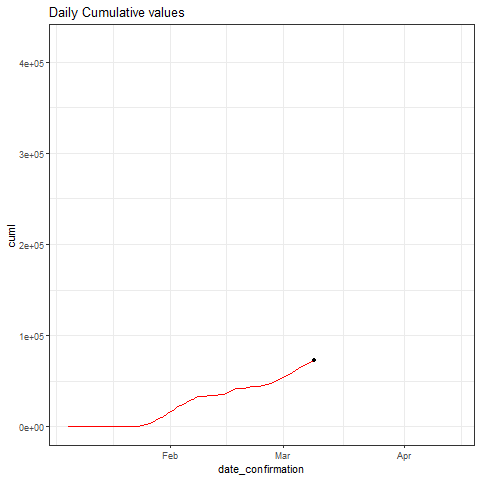 Daily Cumulative values
4e+05
3e+05
2e+05
1e+05
0e+00
cuml
Feb
Mar
Apr
date_confirmation